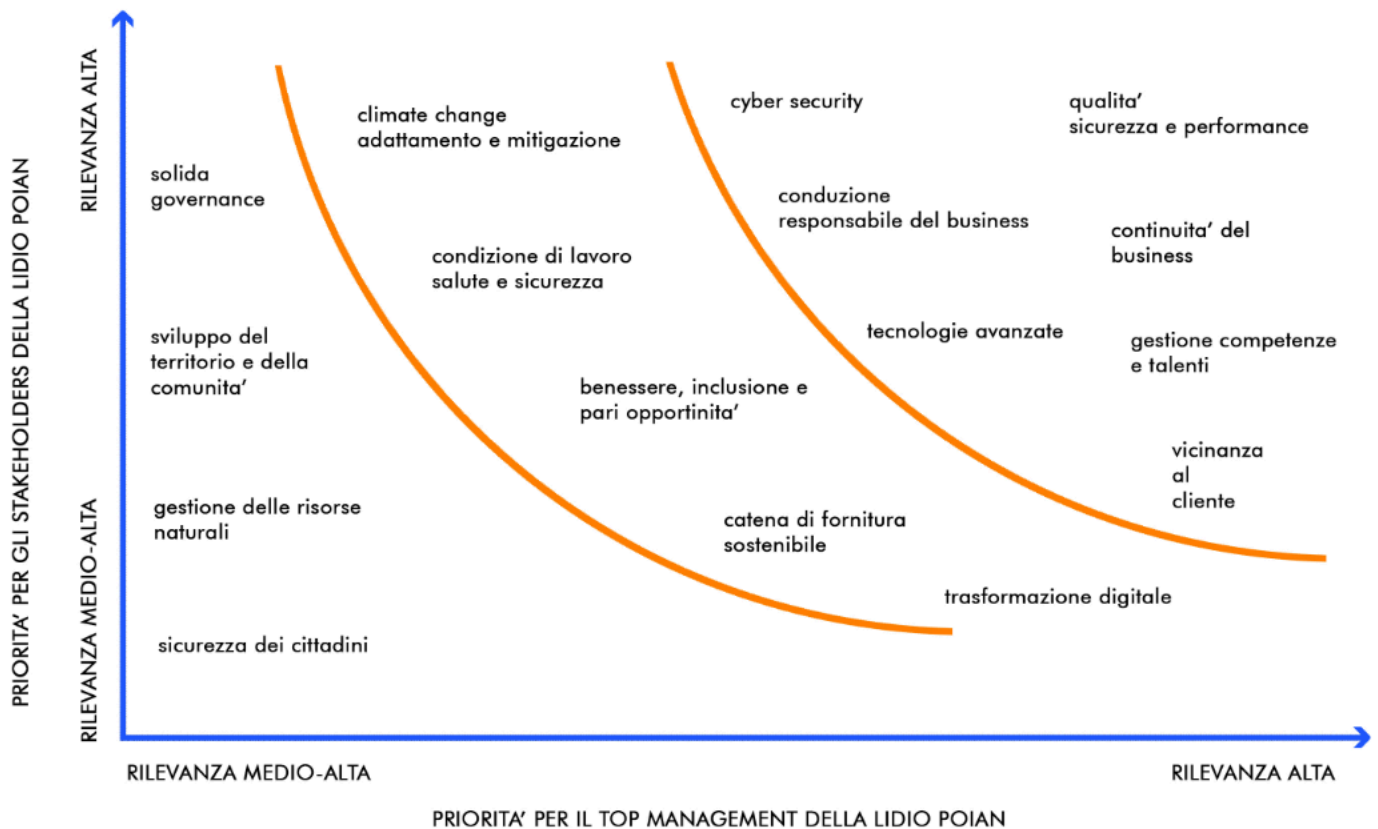 PRIORITA' PER GLI STAKEHOLDERS DELLA LIDIO POIAN
RILEVANZA ALTA
RILEVANZA MEDIO-ALTA
climate change
adattamento e mitigazione
cyber security
qualita'
sicurezza e performance
solida
governance
conduzione
responsabile del business
continuita' del
business
condizione di lavoro
salute e sicurezza
sviluppo del
territorio e della
comunita'
tecnologie avanzate
gestione competenze
e talenti
benessere, inclusione e
pari opportinita'
vicinanza
al
cliente
gestione delle risorse
naturali
catena di fornitura
sostenibile
trasformazione digitale
sicurezza dei cittadini
RILEVANZA MEDIO-ALTA
RILEVANZA ALTA
PRIORITA' PER IL TOP MANAGEMENT DELLA LIDIO POIAN